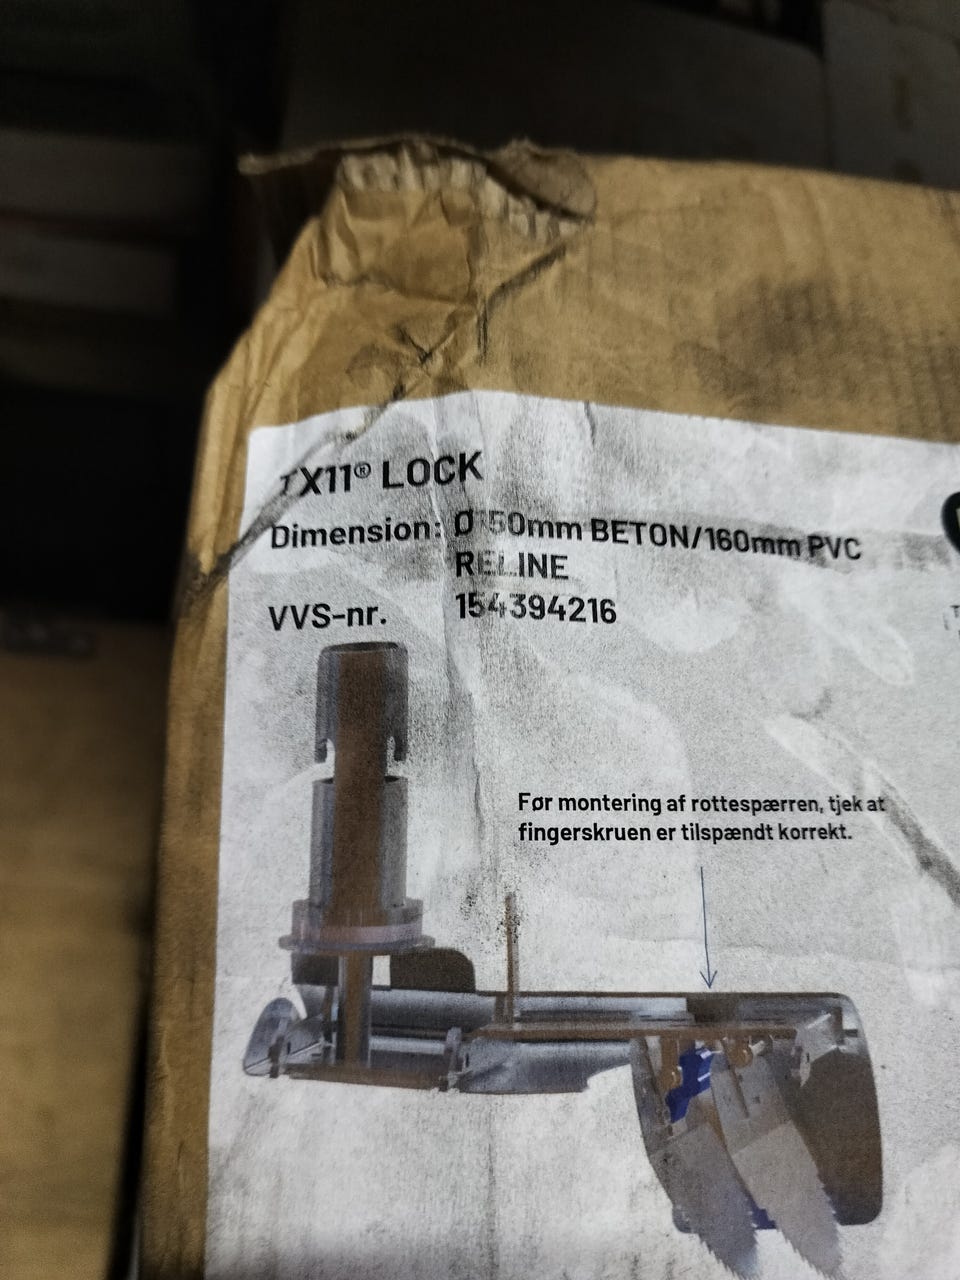 TX11® LOCK
Dimension: Ø 150mm BETON/160mm PVC
RELINE
VVS-nr. 154394216
Før montering af rottespærren, tjek at
fingerskruen er tilspændt korrekt.